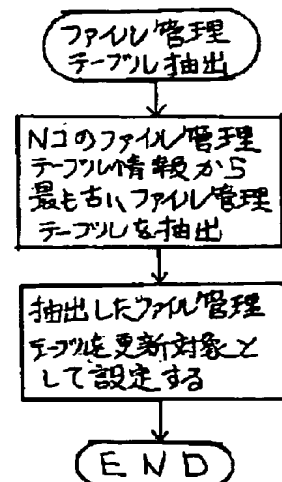 ファイル管理
テーブル抽出
Nコのファイル管理
テーブル情報から
最も古いファイル管理
テーブルを抽出
抽出したファイル管理
テーブルを更新対象と
して設定する
END